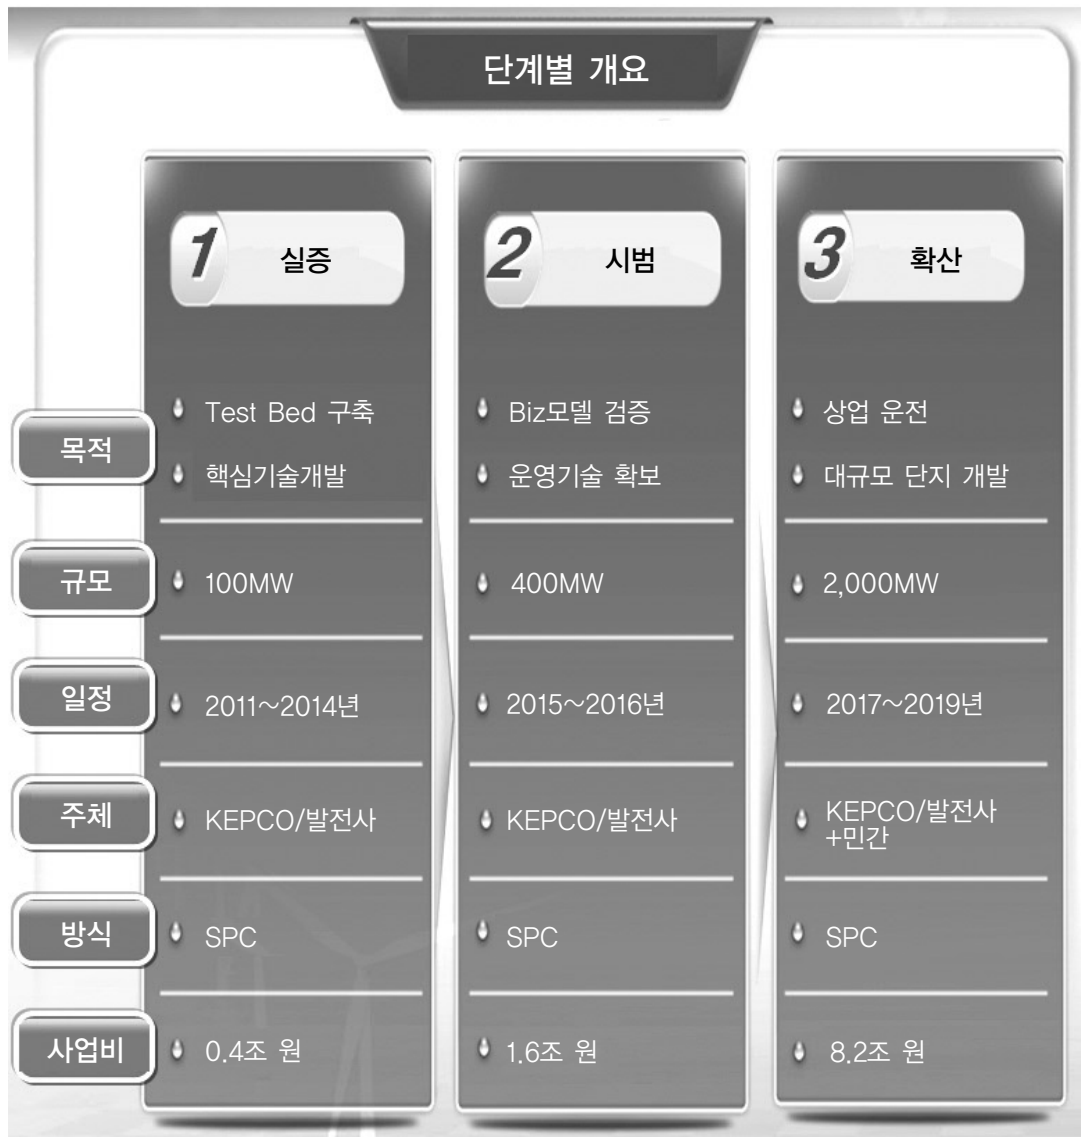 단계별 개요
1 실증
2 시범
3 확산
목적
Test Bed 구축
핵심기술개발
Biz모델 검증
운영기술 확보
상업 운전
대규모 단지 개발
규모
100MW
400MW
2,000MW
일정
2011~2014년
2015~2016년
2017~2019년
주체
KEPCO/발전사
KEPCO/발전사
KEPCO/발전사
+민간
방식
SPC
SPC
SPC
사업비
0.4조 원
1.6조 원
8.2조 원